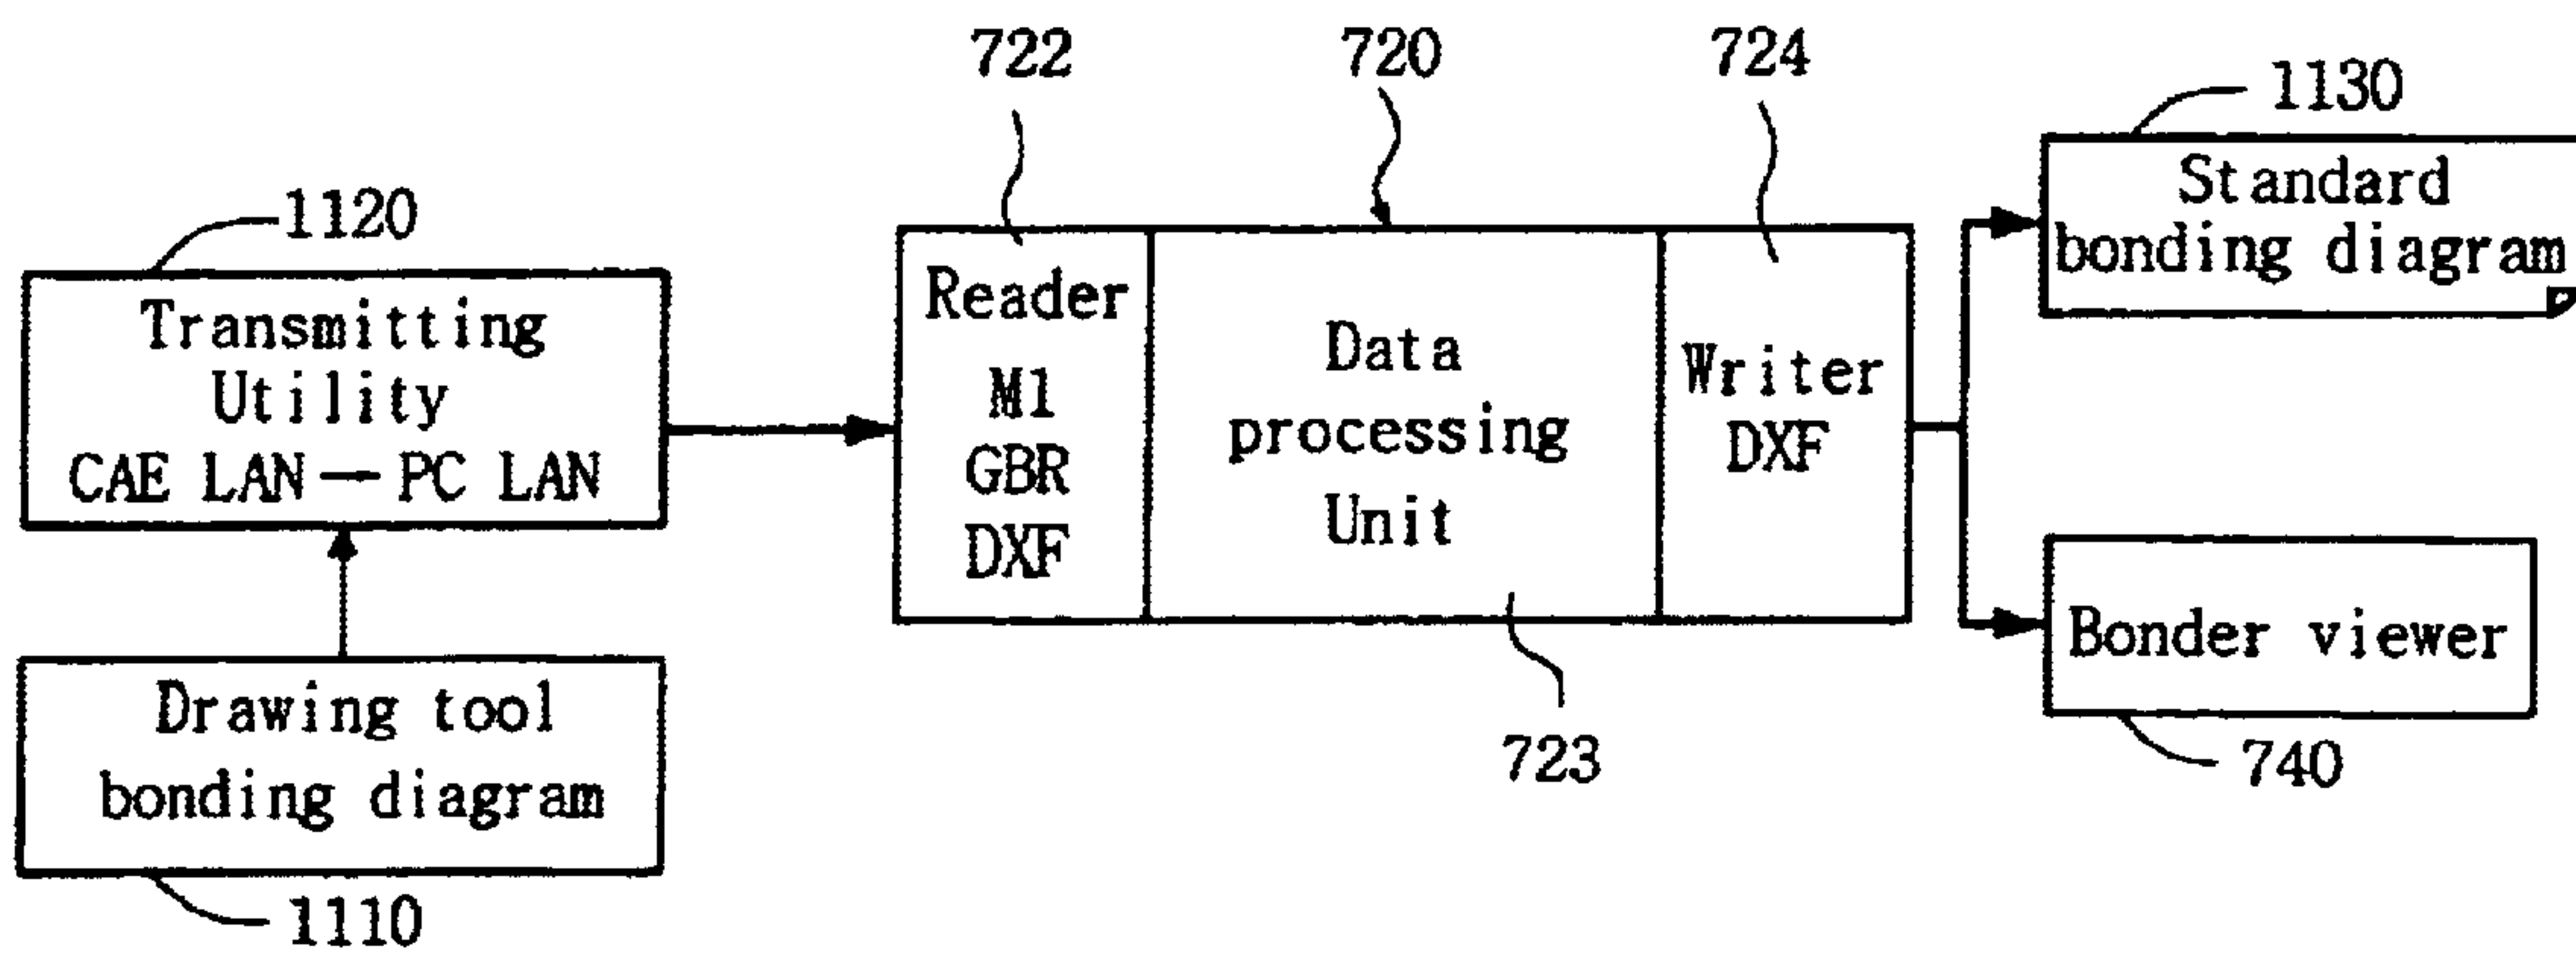 722
720
724
1130
Standard
bonding diagram
1120
Transmitting
Utility
CAE LAN → PC LAN
Reader
M1
GBR
DXF
Data
processing
Unit
Writer
DXF
Drawing tool
bonding diagram
1110
723
Bonder viewer
740